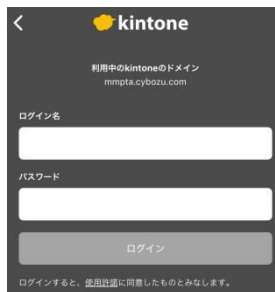 kintone
利用中のkintoneのドメイン
mmpta.cybozu.com
ログイン名
パスワード
ログイン
ログインすると、使用許諾に同意したものとみなします。